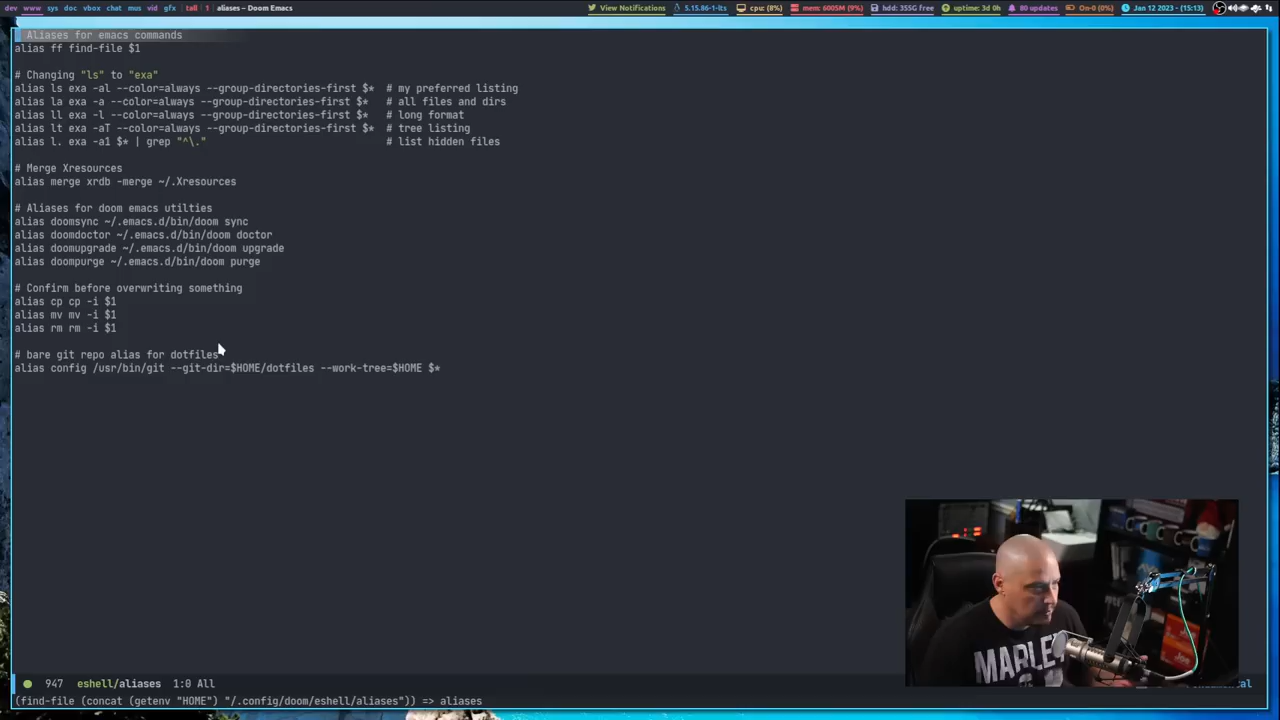 dev www sys doc vbox chat mus vid gfx | tall | 1 | aliases – Doom Emacs
View Notifications 5.15.86-1-lts cpu (8%) mem: 6005M (9%) hdd: 355G free uptime: 3d 0h 80 updates On-0 (0%) Jan 12 2023 - (15:13)
Aliases for emacs commands
alias ff find-file $1
# Changing "ls" to "exa"
alias ls exa -al --color=always --group-directories-first $* # my preferred listing
alias la exa -a --color=always --group-directories-first $* # all files and dirs
alias ll exa -l --color=always --group-directories-first $* # long format
alias lt exa -aT --color=always --group-directories-first $* # tree listing
alias l. exa -a1 $* | grep "^\." # list hidden files
# Merge Xresources
alias merge xrdb -merge ~/.Xresources
# Aliases for doom emacs utilties
alias doomsync ~/.emacs.d/bin/doom sync
alias doomdoctor ~/.emacs.d/bin/doom doctor
alias doomupgrade ~/.emacs.d/bin/doom upgrade
alias doompurge ~/.emacs.d/bin/doom purge
# Confirm before overwriting something
alias cp cp -i $1
alias mv mv -i $1
alias rm rm -i $1
# bare git repo alias for dotfiles
alias config /usr/bin/git --git-dir=$HOME/dotfiles --work-tree=$HOME $*
MARLEY
947 eshell/aliases 1:0 All
(find-file (concat (getenv "HOME") "/.config/doom/eshell/aliases")) => aliases